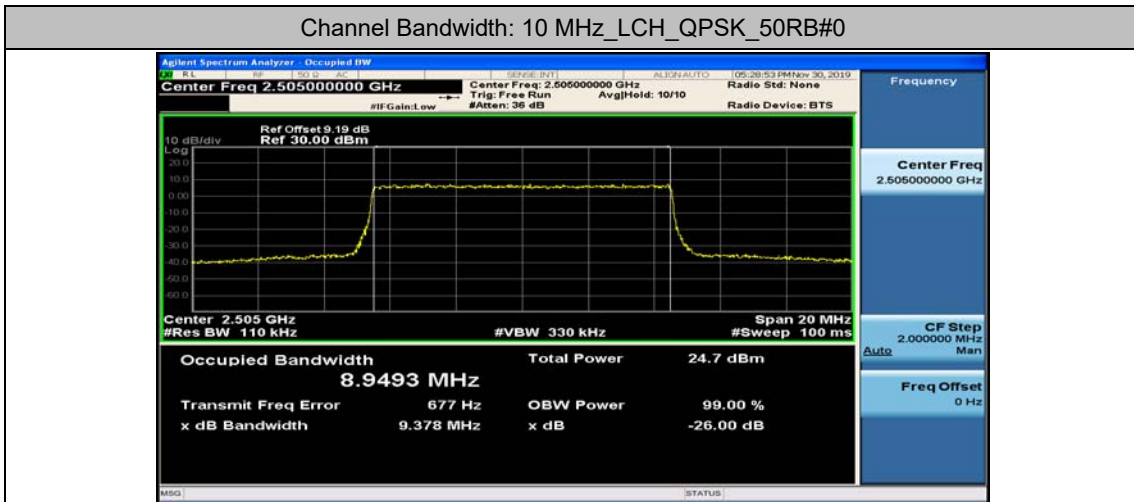 Channel Bandwidth: 10 MHz_LCH_QPSK_50RB#0
Agilent Spectrum Analyzer - Occupied BW
LXI RL RF 50 Ω AC SENSE:INT ALIGN AUTO 05:28:53 PM Nov 30, 2019
Center Freq 2.505000000 GHz
Center Freq: 2.505000000 GHz
Radio Std: None
Trig: Free Run
Avg|Hold: 10/10
#IFGain:Low
#Atten: 36 dB
Radio Device: BTS
Ref Offset 9.19 dB
10 dB/div
Ref 30.00 dBm
Log
20.0
10.0
0.00
-10.0
-20.0
-30.0
-40.0
-50.0
-60.0
Center 2.505 GHz
Span 20 MHz
#Res BW 110 kHz
#VBW 330 kHz
#Sweep 100 ms
Occupied Bandwidth
Total Power 24.7 dBm
8.9493 MHz
Transmit Freq Error 677 Hz
OBW Power 99.00 %
x dB Bandwidth 9.378 MHz
x dB -26.00 dB
MSG
STATUS
Frequency
Center Freq
2.505000000 GHz
CF Step
2.000000 MHz
Auto Man
Freq Offset
0 Hz